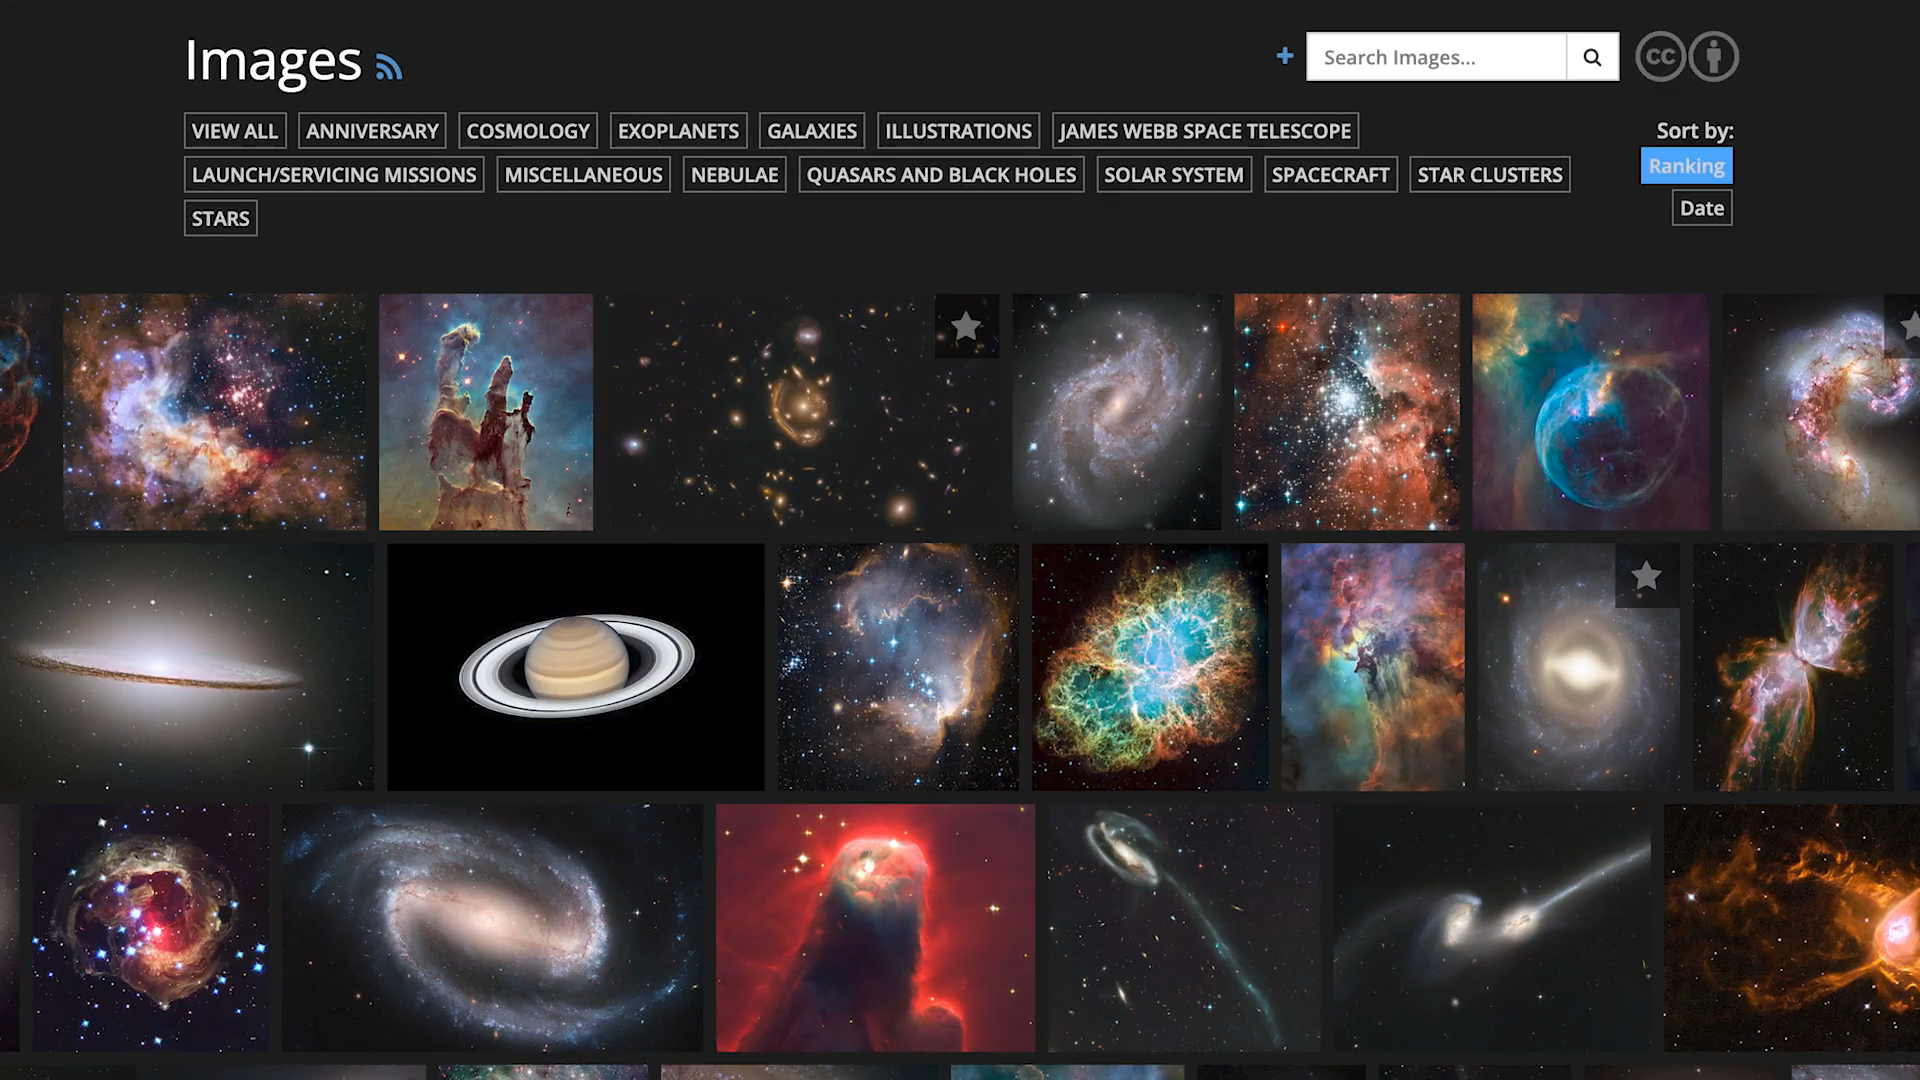 Images
Search Images...
CC
VIEW ALL ANNIVERSARY COSMOLOGY EXOPLANETS GALAXIES ILLUSTRATIONS JAMES WEBB SPACE TELESCOPE
Sort by:
LAUNCH/SERVICING MISSIONS MISCELLANEOUS NEBULAE QUASARS AND BLACK HOLES SOLAR SYSTEM SPACECRAFT STAR CLUSTERS
Ranking
STARS
Date